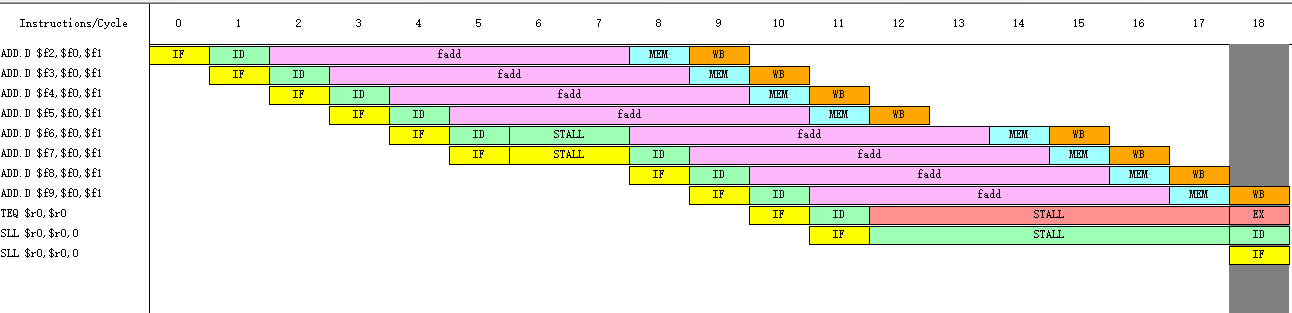 Instructions/Cycle 0 1 2 3 4 5 6 7 8 9 10 11 12 13 14 15 16 17 18
ADD.D $f2,$f0,$f1 IF ID fadd MEM WB
ADD.D $f3,$f0,$f1 IF ID fadd MEM WB
ADD.D $f4,$f0,$f1 IF ID fadd MEM WB
ADD.D $f5,$f0,$f1 IF ID fadd MEM WB
ADD.D $f6,$f0,$f1 IF ID STALL fadd MEM WB
ADD.D $f7,$f0,$f1 IF STALL ID fadd MEM WB
ADD.D $f8,$f0,$f1 IF ID fadd MEM WB
ADD.D $f9,$f0,$f1 IF ID fadd MEM WB
TEQ $r0,$r0 IF ID STALL EX
SLL $r0,$r0,0 IF STALL ID
SLL $r0,$r0,0 IF